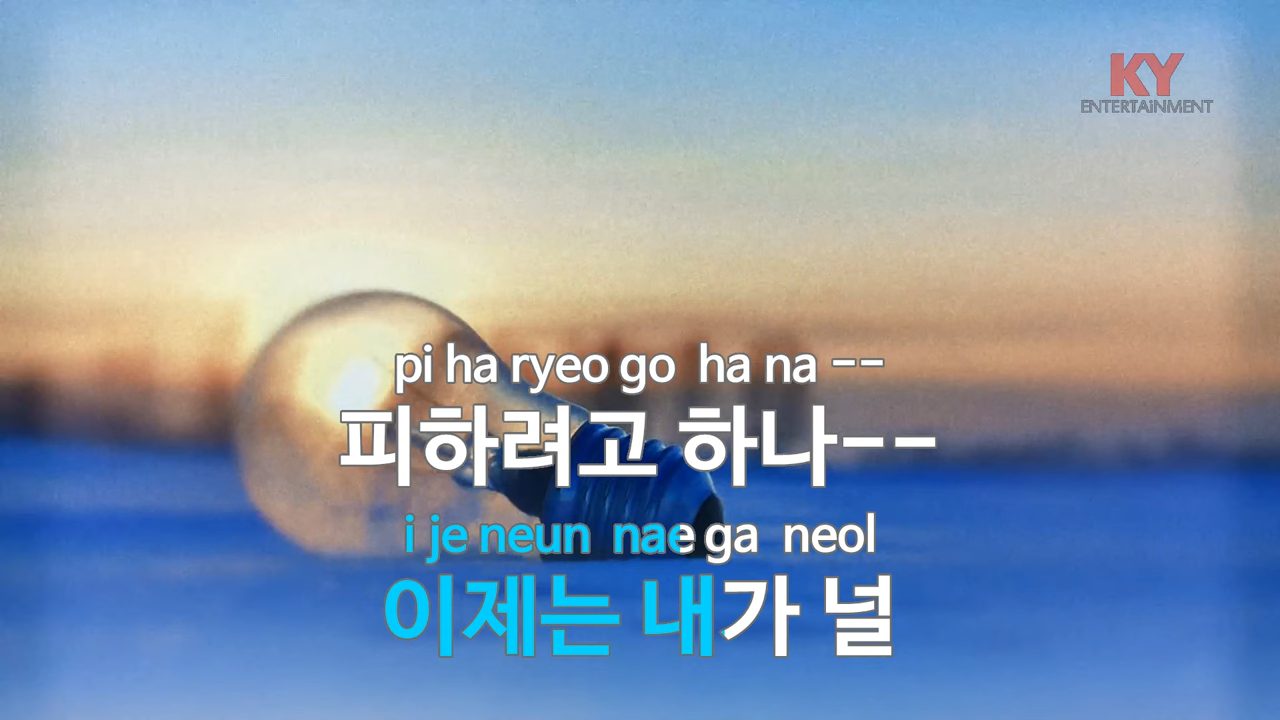 KY
ENTERTAiNMENT
pi ha ryeo go ha na --
피하려고 하나--
i je neun nae ga neol
이제는 내가 널